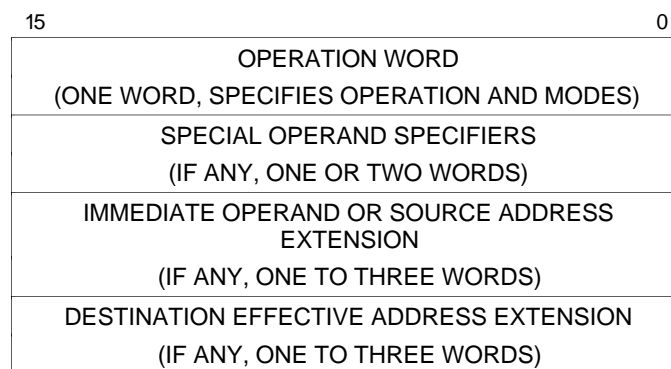 15 0
OPERATION WORD
(ONE WORD, SPECIFIES OPERATION AND MODES)
SPECIAL OPERAND SPECIFIERS
(IF ANY, ONE OR TWO WORDS)
IMMEDIATE OPERAND OR SOURCE ADDRESS
EXTENSION
(IF ANY, ONE TO THREE WORDS)
DESTINATION EFFECTIVE ADDRESS EXTENSION
(IF ANY, ONE TO THREE WORDS)